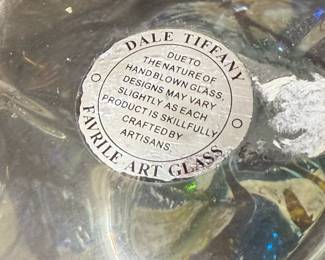 DALE TIFFANY
DUE TO
THE NATURE OF
HAND BLOWN GLASS,
DESIGNS MAY VARY
SLIGHTLY AS EACH
PRODUCT IS SKILLFULLY
CRAFTED BY
ARTISANS.
FAVRILE ART GLASS